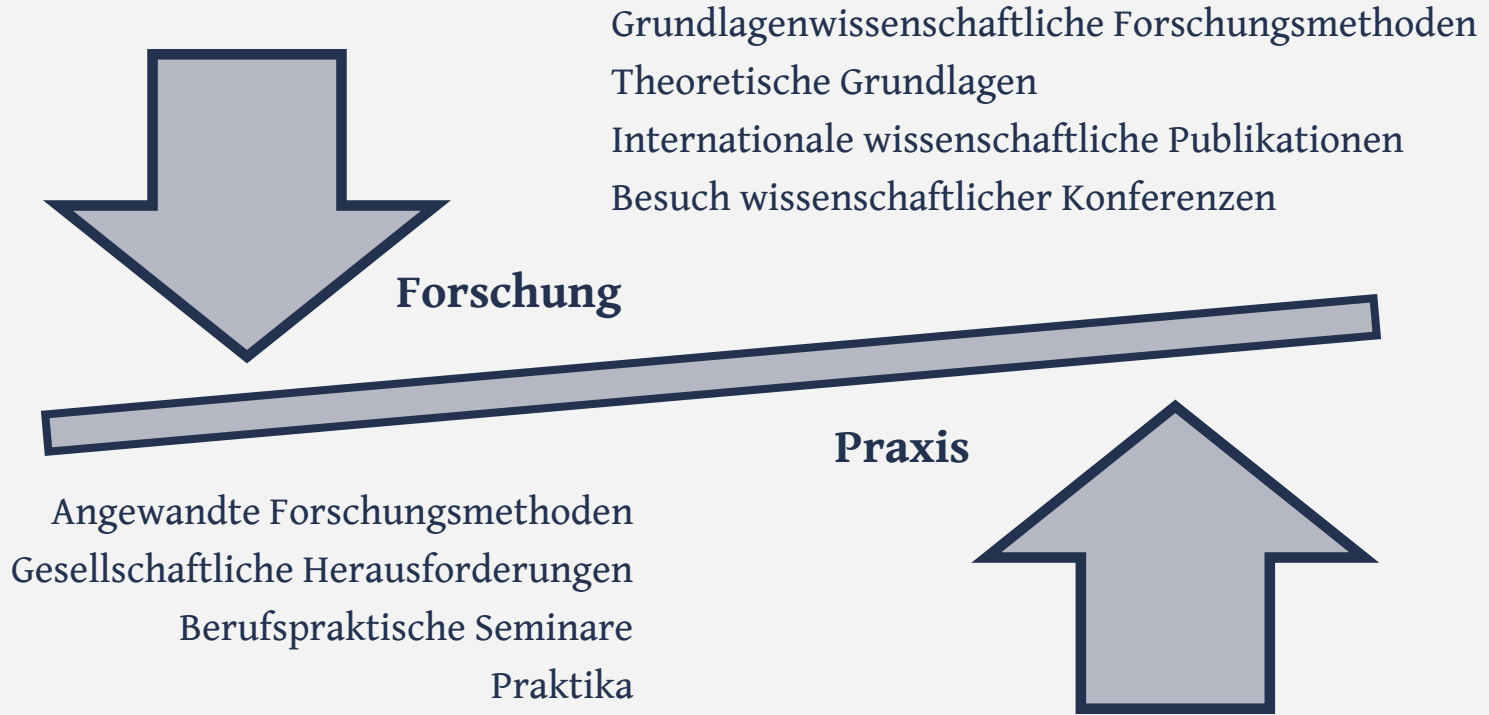 Grundlagenwissenschaftliche Forschungsmethoden
Theoretische Grundlagen
Internationale wissenschaftliche Publikationen
Besuch wissenschaftlicher Konferenzen
Forschung
Praxis
Angewandte Forschungsmethoden
Gesellschaftliche Herausforderungen
Berufspraktische Seminare
Praktika